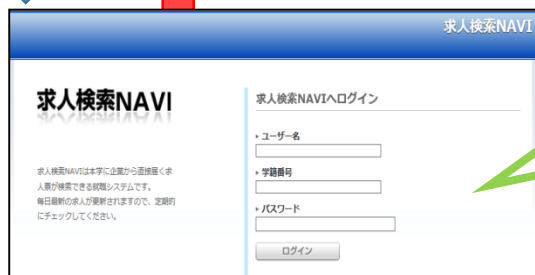 求人検索NAVI
求人検索NAVI
求人検索NAVIは本学に企業から直接届く求
人票が検索できる就職システムです。
毎日最新の求人が更新されますので、定期的
にチェックしてください。
求人検索NAVIへログイン
ユーザー名
学籍番号
パスワード
ログイン